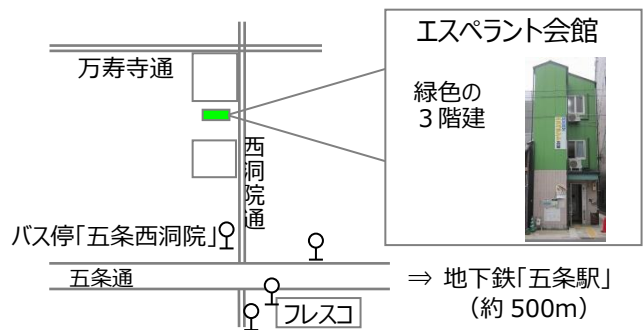 エスペラント会館
万寿寺通
緑色の
３階建
西洞院通
バス停「五条西洞院」
五条通
⇒ 地下鉄「五条駅」
（約 500m）
フレスコ